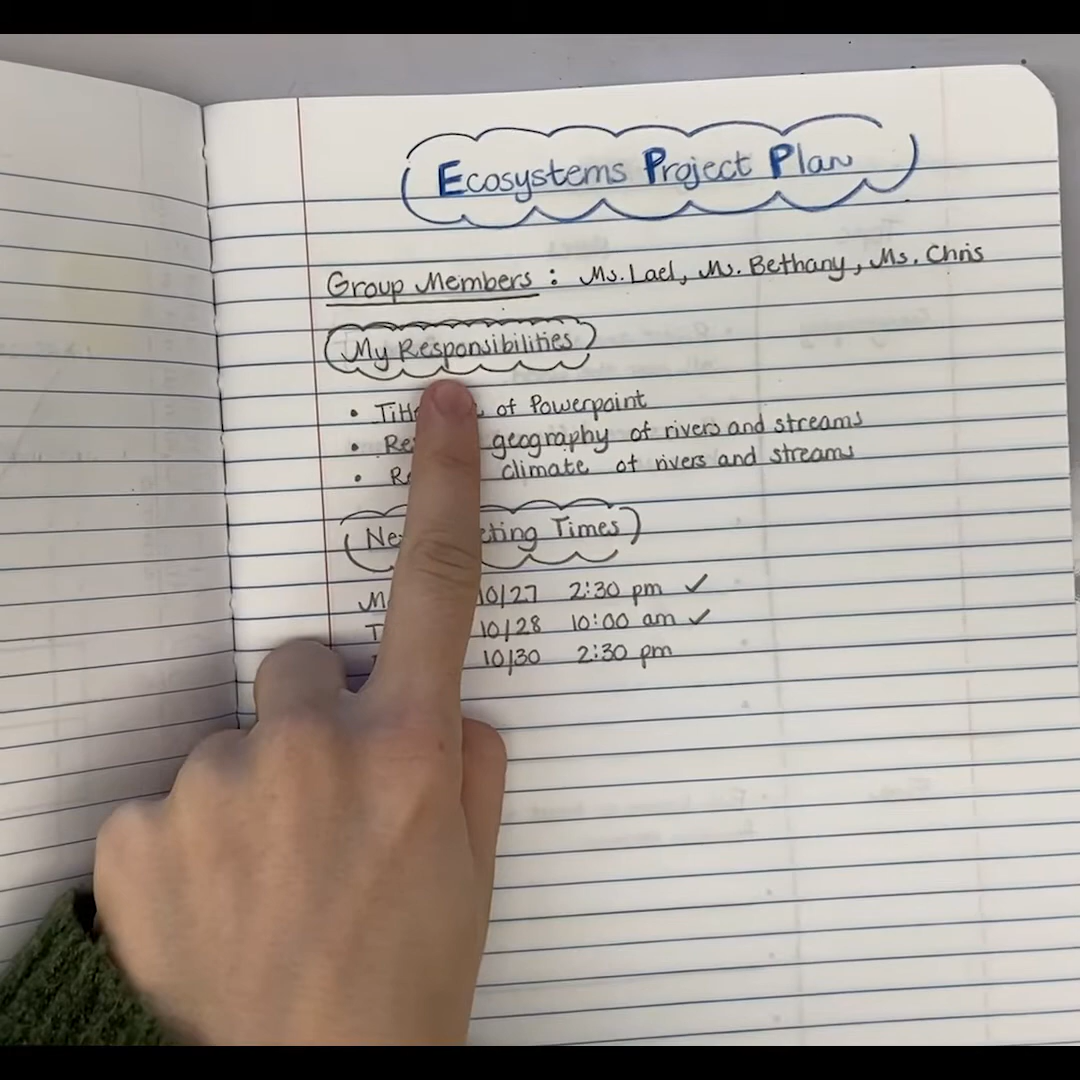 Ecosystems Project Plan
Group Members : Ms. Lael, Ms. Bethany, Ms. Chris
My Responsibilities
• of Powerpoint
• geography of rivers and streams
• climate of rivers and streams
Times
10/27 2:30 pm ✓
10/28 10:00 am ✓
10/30 2:30 pm